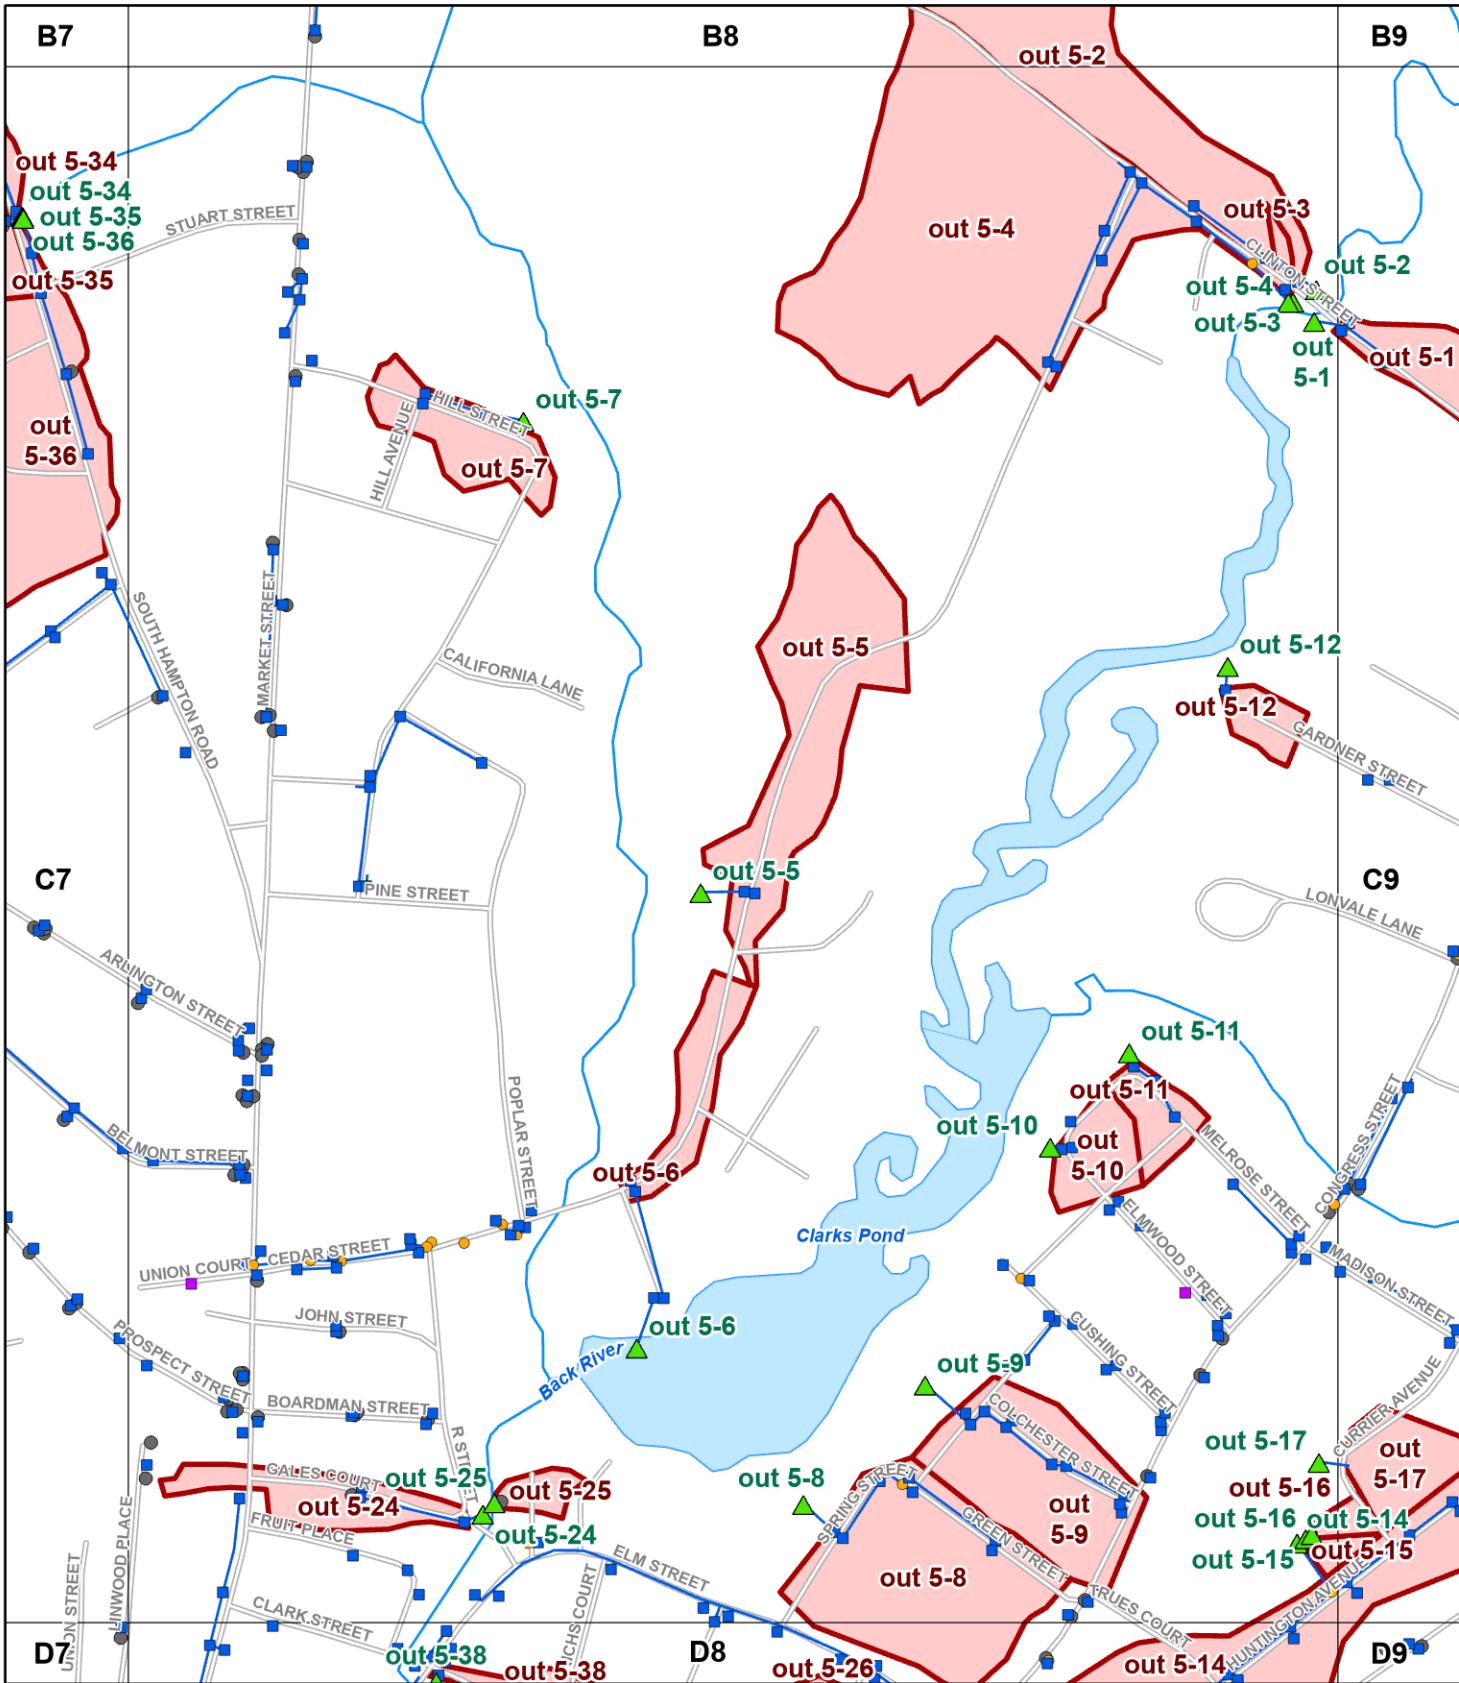 B7
B8
B9
out 5-2
out 5-34
out 5-34
out 5-35
out 5-36
out 5-35
STUART STREET
out 5-4
out 5-3
CLINTON STREET
out 5-2
out 5-4
out 5-3
out
5-1
out 5-1
out
5-36
HILL STREET
out 5-7
HILL AVENUE
out 5-7
SOUTH HAMPTON ROAD
MARKET STREET
CALIFORNIA LANE
out 5-5
out 5-12
out 5-12
GARDNER STREET
C7
PINE STREET
out 5-5
C9
LONVALE LANE
ARLINGTON STREET
BELMONT STREET
POPLAR STREET
out 5-11
out 5-11
out 5-10
out
5-10
MELROSE STREET
CONGRESS STREET
out 5-6
ELMWOOD STREET
Clarks Pond
UNION COURT
CEDAR STREET
MADISON STREET
JOHN STREET
PROSPECT STREET
out 5-6
Back River
CUSHING STREET
out 5-9
BOARDMAN STREET
COLCHESTER STREET
CURRIER AVENUE
R STREET
out 5-17
out
5-17
GALES COURT
out 5-25
out 5-25
out 5-24
out 5-24
out 5-8
SPRING STREET
out
5-9
out 5-16
out 5-16
out 5-14
out 5-15
out 5-15
FRUIT PLACE
LINWOOD PLACE
UNION STREET
GREEN STREET
ELM STREET
out 5-8
CLARK STREET
ICHS COURT
TRUES COURT
HUNTINGTON AVENUE
D7
out 5-38
out 5-38
D8
out 5-26
out 5-14
D9